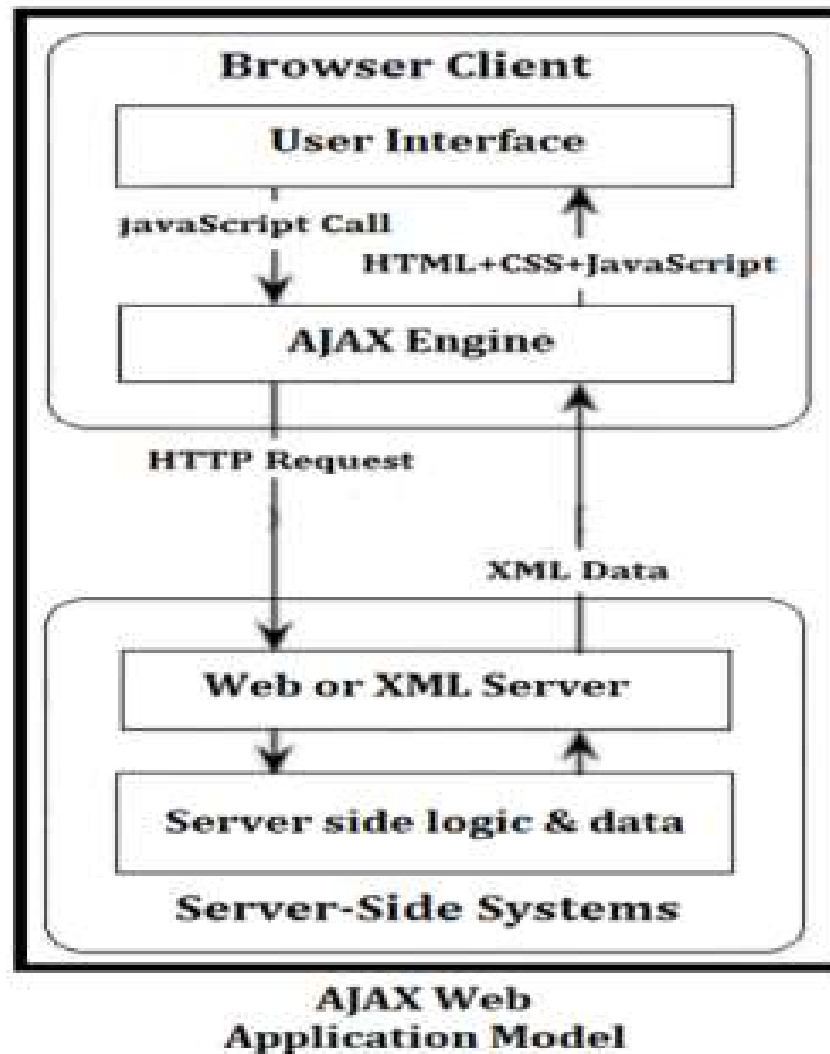 Browser Client
User Interface
JavaScript Call
HTML+CSS+JavaScript
AJAX Engine
HTTP Request
XML Data
Web or XML Server
Server side logic & data
Server-Side Systems
AJAX Web
Application Model